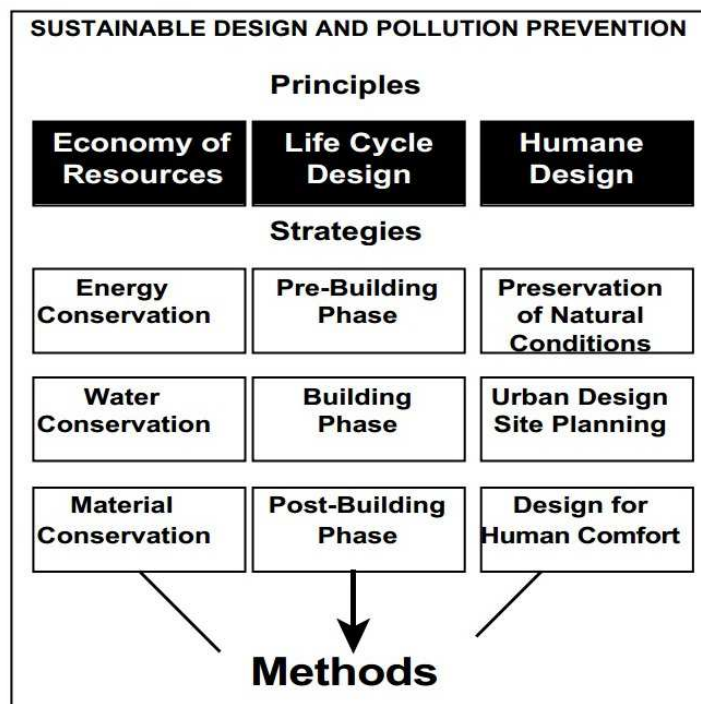 SUSTAINABLE DESIGN AND POLLUTION PREVENTION
Principles
Economy of
Resources
Life Cycle
Design
Humane
Design
Strategies
Energy
Conservation
Pre-Building
Phase
Preservation
of Natural
Conditions
Water
Conservation
Building
Phase
Urban Design
Site Planning
Material
Conservation
Post-Building
Phase
Design for
Human Comfort
Methods